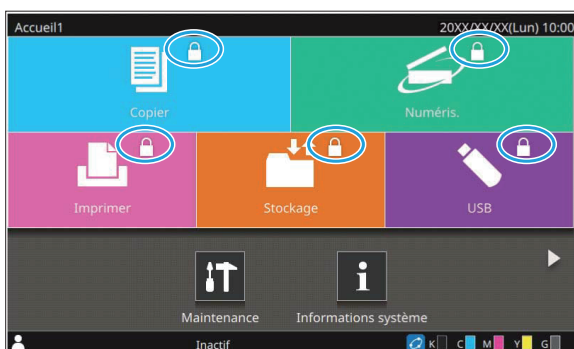 Accueil1
20XX/XX/XX(Lun) 10:00
Copier
Numéris.
Imprimer
Stockage
USB
Maintenance
Informations système
Inactif
K C M Y G